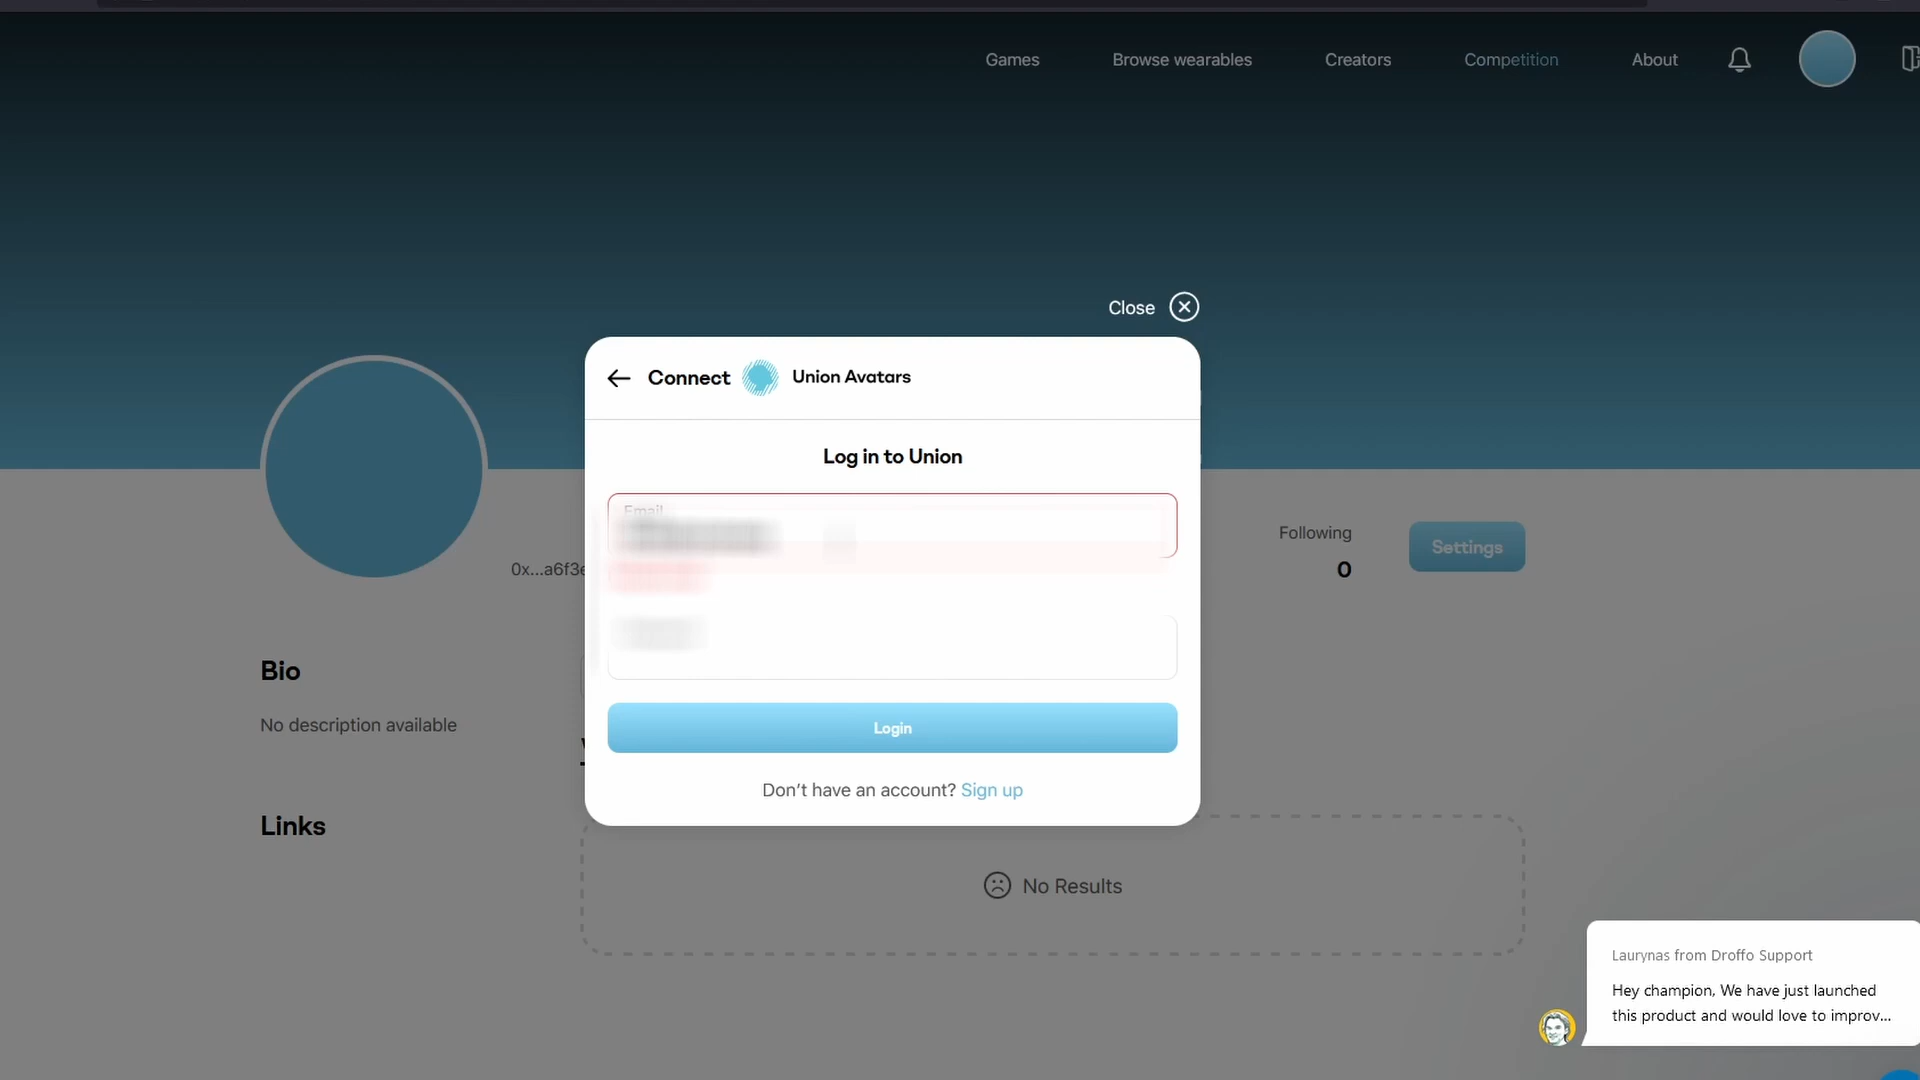 Games
Browse wearables
Creators
Competition
About
Close
Connect
Union Avatars
Log in to Union
Email
0x...a6f3e
Following
0
Settings
Bio
No description available
Login
Don’t have an account? Sign up
Links
No Results
Laurynas from Droffo Support
Hey champion, We have just launched
this product and would love to improv...